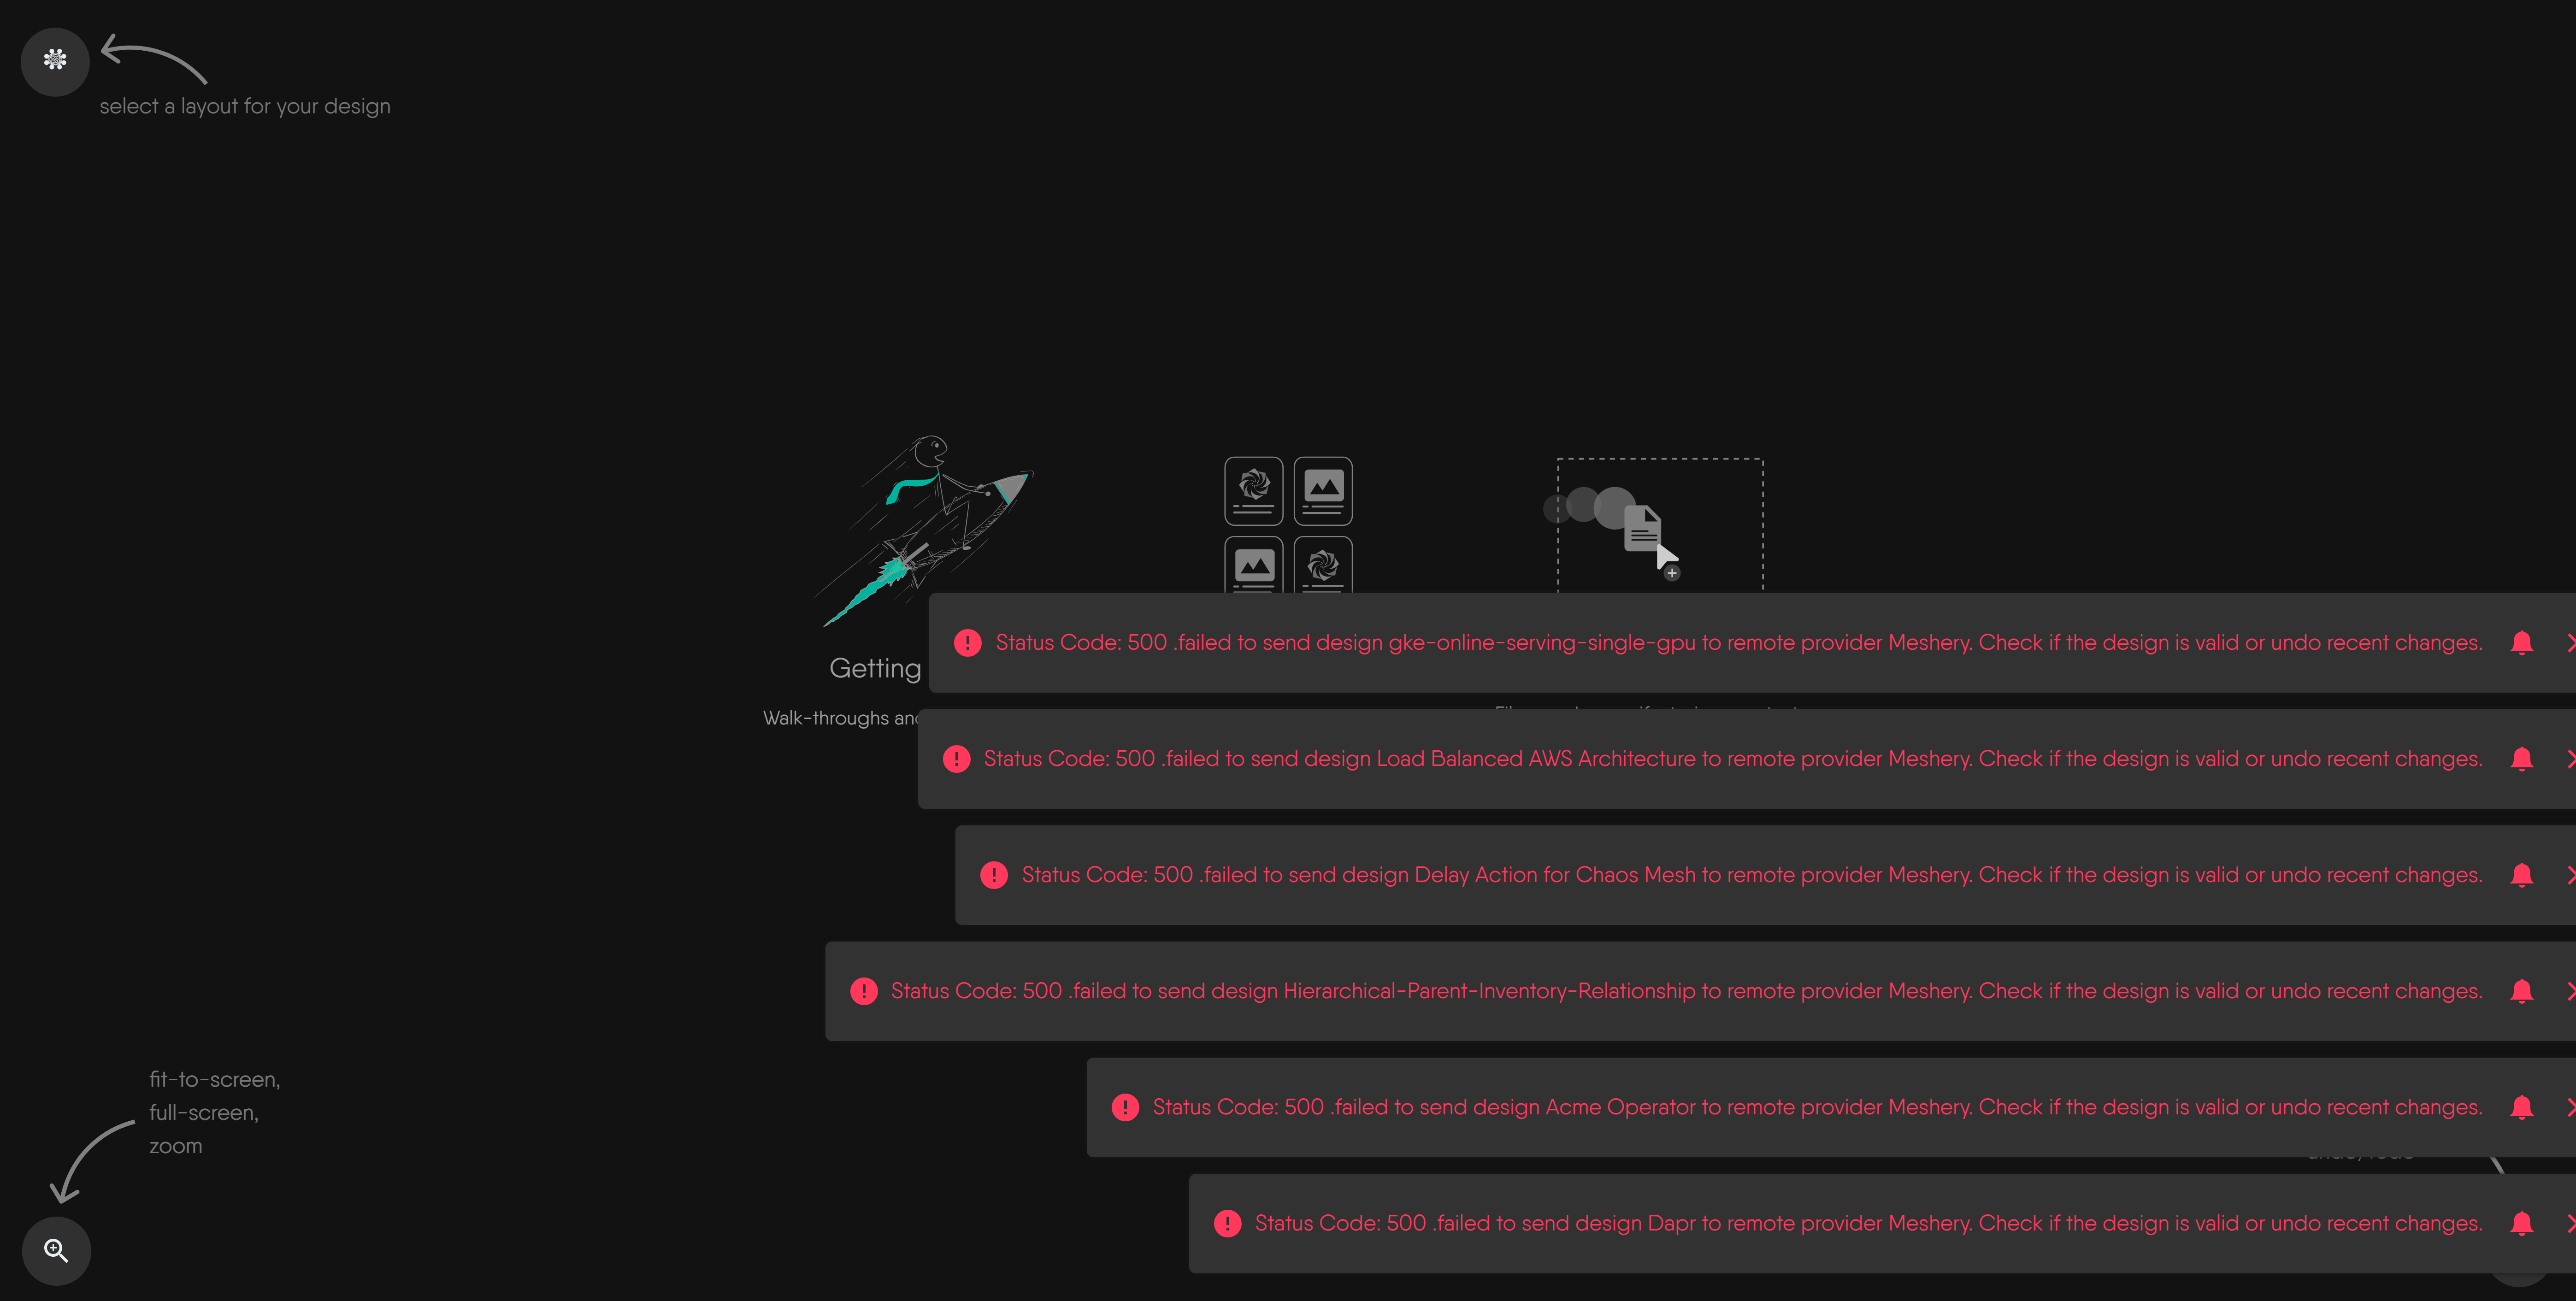 select a layout for your design
Getting
Walk-throughs and
Status Code: 500 .failed to send design gke-online-serving-single-gpu to remote provider Meshery. Check if the design is valid or undo recent changes.
Status Code: 500 .failed to send design Load Balanced AWS Architecture to remote provider Meshery. Check if the design is valid or undo recent changes.
Status Code: 500 .failed to send design Delay Action for Chaos Mesh to remote provider Meshery. Check if the design is valid or undo recent changes.
Status Code: 500 .failed to send design Hierarchical-Parent-Inventory-Relationship to remote provider Meshery. Check if the design is valid or undo recent changes.
Status Code: 500 .failed to send design Acme Operator to remote provider Meshery. Check if the design is valid or undo recent changes.
Status Code: 500 .failed to send design Dapr to remote provider Meshery. Check if the design is valid or undo recent changes.
fit-to-screen,
full-screen,
zoom